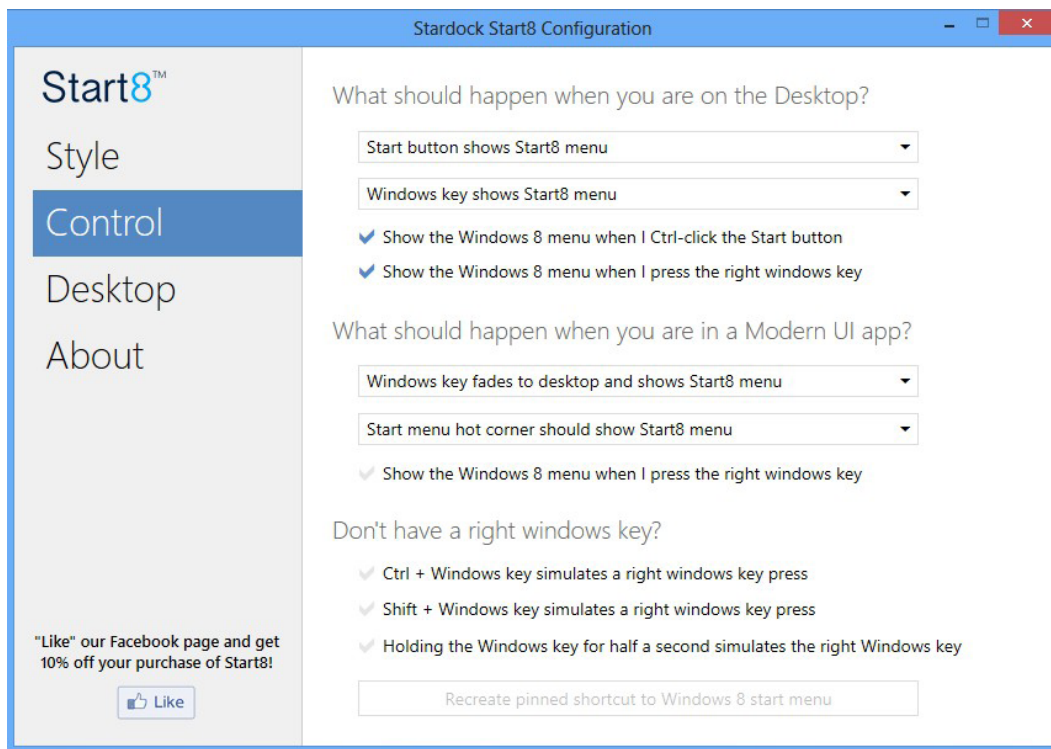 Stardock Start8 Configuration
Start8™
Style
Control
Desktop
About
"Like" our Facebook page and get
10% off your purchase of Start8!
Like
What should happen when you are on the Desktop?
Start button shows Start8 menu
Windows key shows Start8 menu
Show the Windows 8 menu when I Ctrl-click the Start button
Show the Windows 8 menu when I press the right windows key
What should happen when you are in a Modern UI app?
Windows key fades to desktop and shows Start8 menu
Start menu hot corner should show Start8 menu
Show the Windows 8 menu when I press the right windows key
Don't have a right windows key?
Ctrl + Windows key simulates a right windows key press
Shift + Windows key simulates a right windows key press
Holding the Windows key for half a second simulates the right Windows key
Recreate pinned shortcut to Windows 8 start menu